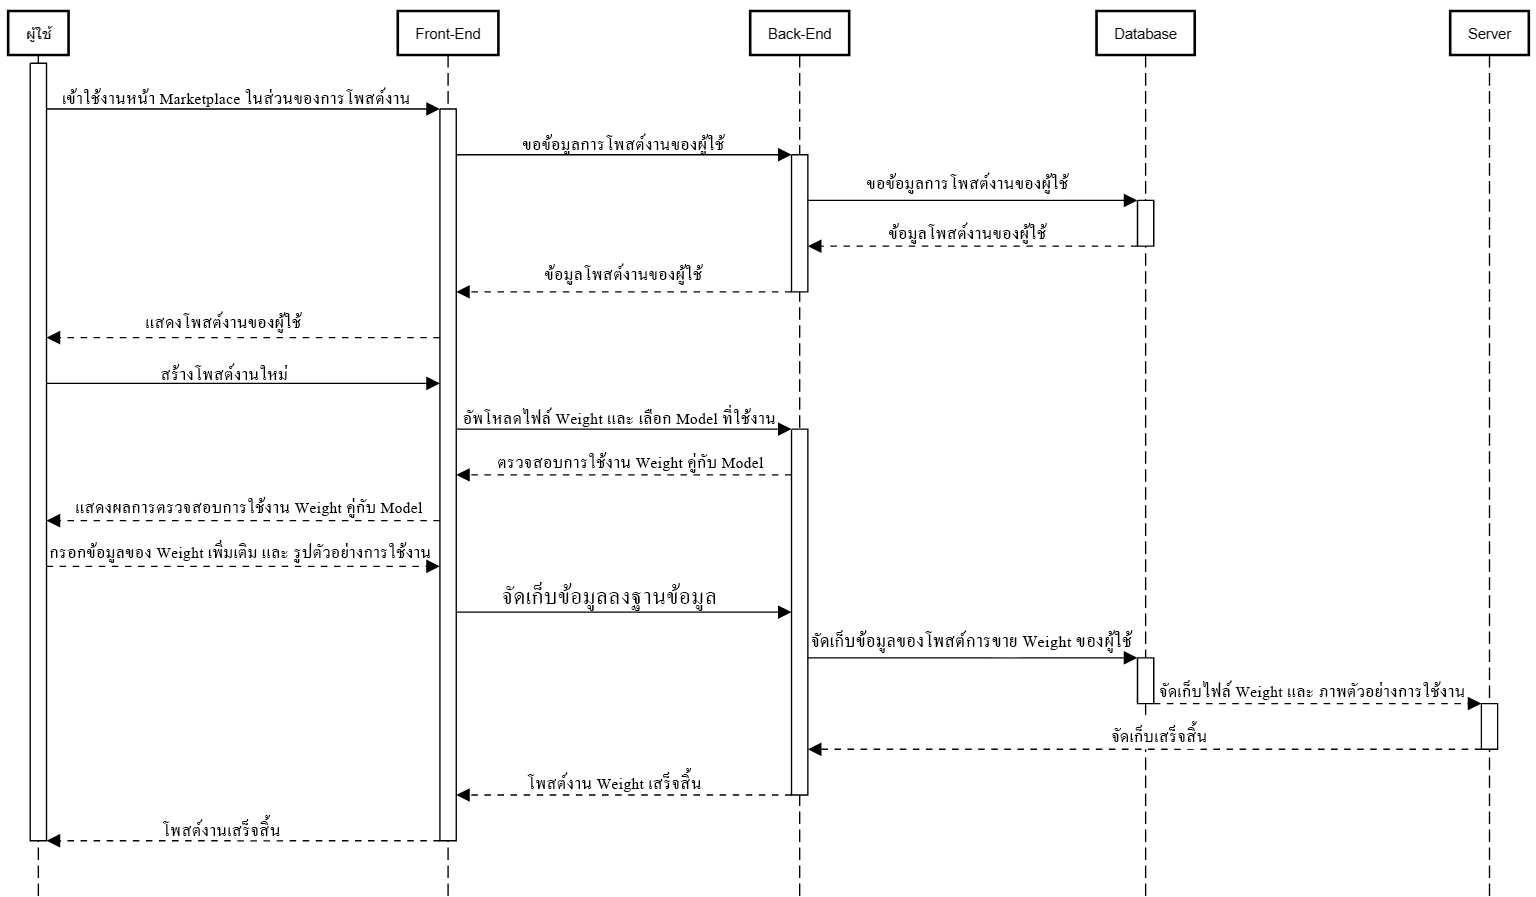 ผู้ใช้
Front-End
Back-End
Database
Server
เข้าใช้งานหน้า Marketplace ในส่วนของการโพสต์งาน
ขอข้อมูลการโพสต์งานของผู้ใช้
ขอข้อมูลการโพสต์งานของผู้ใช้
ข้อมูลโพสต์งานของผู้ใช้
ข้อมูลโพสต์งานของผู้ใช้
แสดงโพสต์งานของผู้ใช้
สร้างโพสต์งานใหม่
อัพโหลดไฟล์ Weight และ เลือก Model ที่ใช้งาน
ตรวจสอบการใช้งาน Weight คู่กับ Model
แสดงผลการตรวจสอบการใช้งาน Weight คู่กับ Model
กรอกข้อมูลของ Weight เพิ่มเติม และ รูปตัวอย่างการใช้งาน
จัดเก็บข้อมูลลงฐานข้อมูล
จัดเก็บข้อมูลของโพสต์การขาย Weight ของผู้ใช้
จัดเก็บไฟล์ Weight และ ภาพตัวอย่างการใช้งาน
จัดเก็บเสร็จสิ้น
โพสต์งาน Weight เสร็จสิ้น
โพสต์งานเสร็จสิ้น